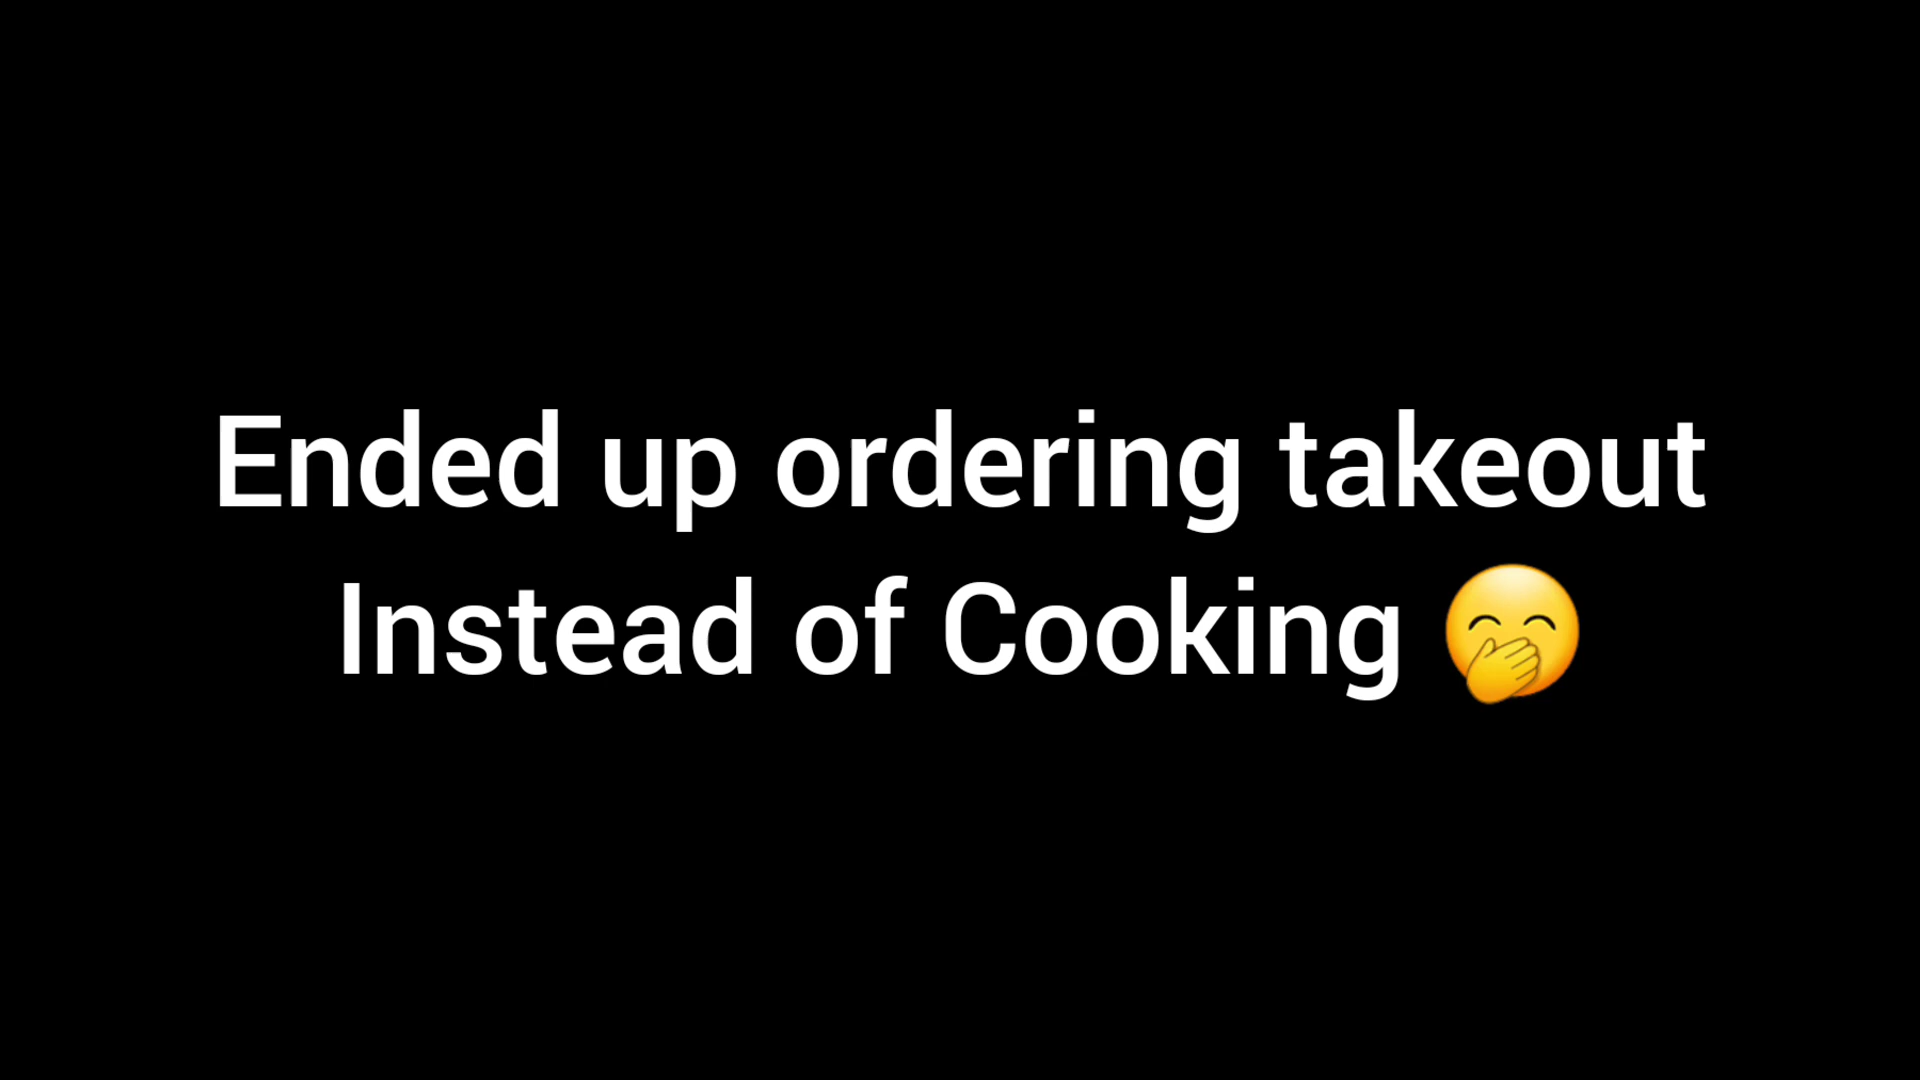 Ended up ordering takeout
Instead of Cooking 🤭